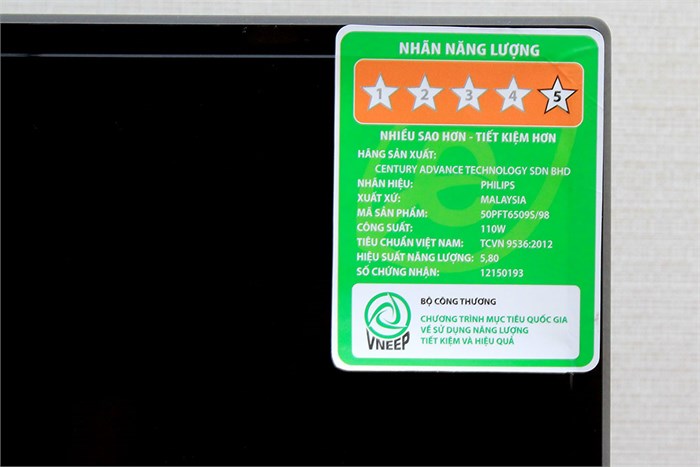 NHÃN NĂNG LƯỢNG
1 2 3 4 5
NHIỀU SAO HƠN - TIẾT KIỆM HƠN
HÃNG SẢN XUẤT:
CENTURY ADVANCE TECHNOLOGY SDN BHD
NHÃN HIỆU: PHILIPS
XUẤT XỨ: MALAYSIA
MÃ SẢN PHẨM: 50PFT6509S/98
CÔNG SUẤT: 110W
TIÊU CHUẨN VIỆT NAM: TCVN 9536:2012
HIỆU SUẤT NĂNG LƯỢNG: 5,80
SỐ CHỨNG NHẬN: 12150193
BỘ CÔNG THƯƠNG
CHƯƠNG TRÌNH MỤC TIÊU QUỐC GIA
VỀ SỬ DỤNG NĂNG LƯỢNG
TIẾT KIỆM VÀ HIỆU QUẢ
VNEEP